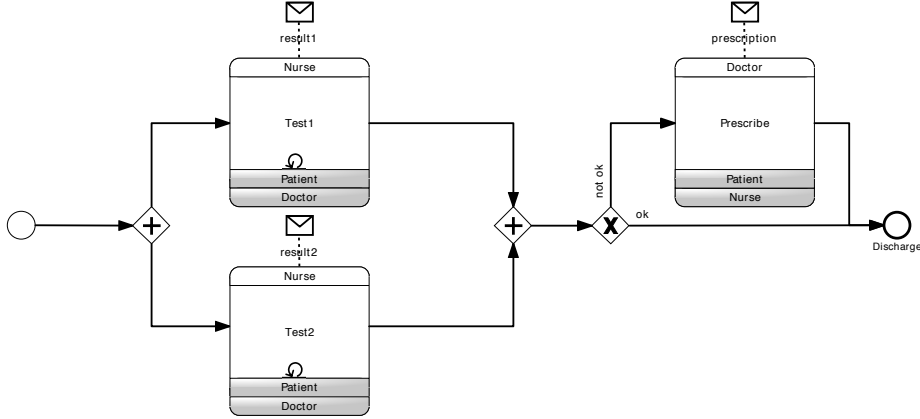 result1
Nurse
Test1
Patient
Doctor
result2
Nurse
Test2
Patient
Doctor
not ok
ok
prescription
Doctor
Prescribe
Patient
Nurse
Discharge